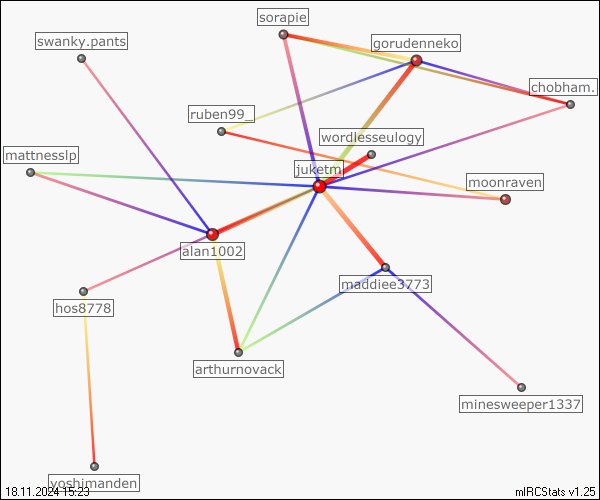 sorapie
swanky.pants
gorudenneko
chobham.
ruben99_
wordlesseulogy
mattnesslp
juketm
moonraven
alan1002
maddiee3773
hos8778
arthurnovack
minesweeper1337
yoshimanden
18.11.2024 15:23
mIRCStats v1.25